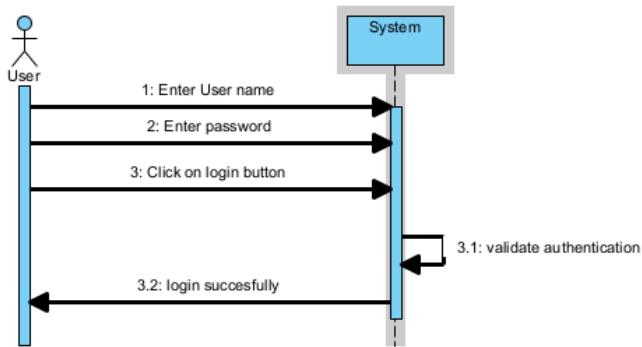 System
User
1: Enter User name
2: Enter password
3: Click on login button
3.1: validate authentication
3.2: login succesfully